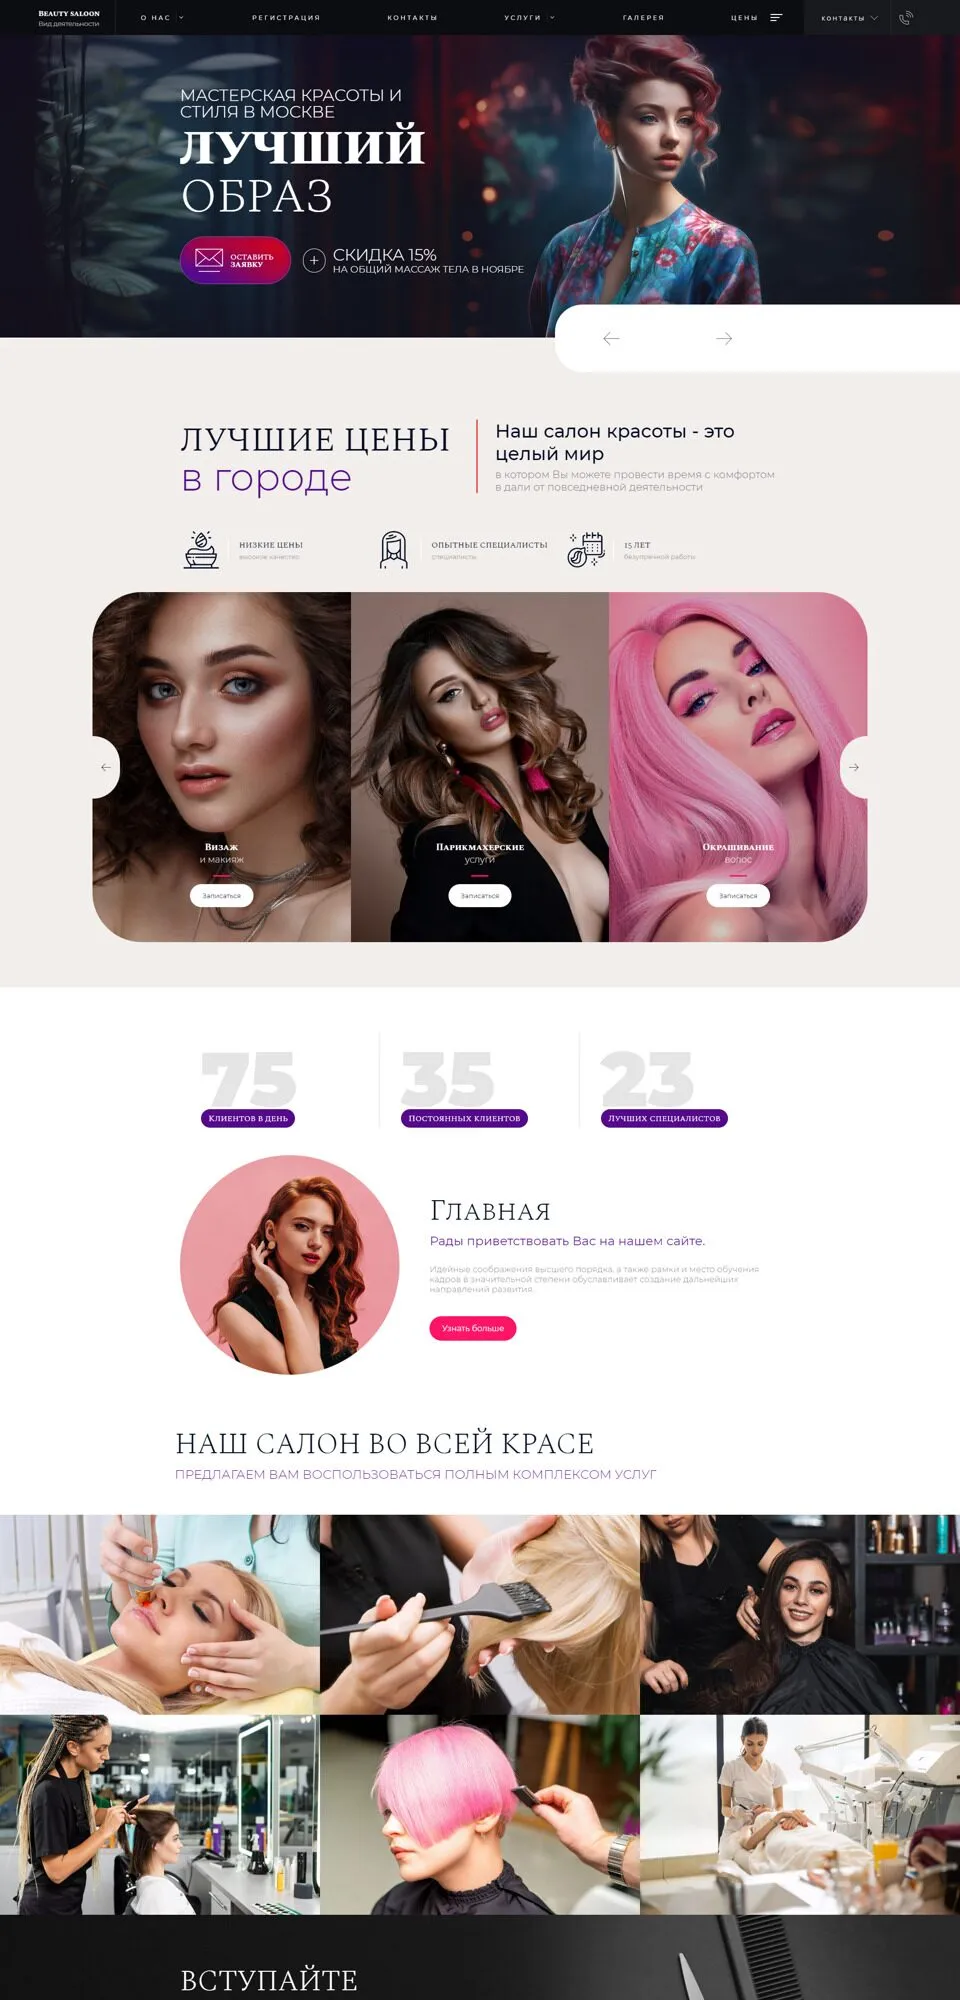 BEAUTY SALOON
Вид деятельности
О НАС
РЕГИСТРАЦИЯ
КОНТАКТЫ
УСЛУГИ
ГАЛЕРЕЯ
ЦЕНЫ
контакты
МАСТЕРСКАЯ КРАСОТЫ И
СТИЛЯ В МОСКВЕ
ЛУЧШИЙ
ОБРАЗ
ОСТАВИТЬ
ЗАЯВКУ
СКИДКА 15%
НА ОБЩИЙ МАССАЖ ТЕЛА В НОЯБРЕ
ЛУЧШИЕ ЦЕНЫ
в городе
Наш салон красоты - это
целый мир
в котором Вы можете провести время с комфортом
в дали от повседневной деятельности
НИЗКИЕ ЦЕНЫ
высокое качество
ОПЫТНЫЕ СПЕЦИАЛИСТЫ
специалисты
15 ЛЕТ
безупречной работы
Визаж
и макияж
Записаться
Парикмахерские
услуги
Записаться
Окрашивание
волос
Записаться
75
Клиентов в день
35
Постоянных клиентов
23
Лучших специалистов
Главная
Рады приветствовать Вас на нашем сайте.
Идейные соображения высшего порядка, а также рамки и место обучения
кадров в значительной степени обуславливает создание дальнейших
направлений развития.
Узнать больше
НАШ САЛОН ВО ВСЕЙ КРАСЕ
ПРЕДЛАГАЕМ ВАМ ВОСПОЛЬЗОВАТЬСЯ ПОЛНЫМ КОМПЛЕКСОМ УСЛУГ
ВСТУПАЙТЕ